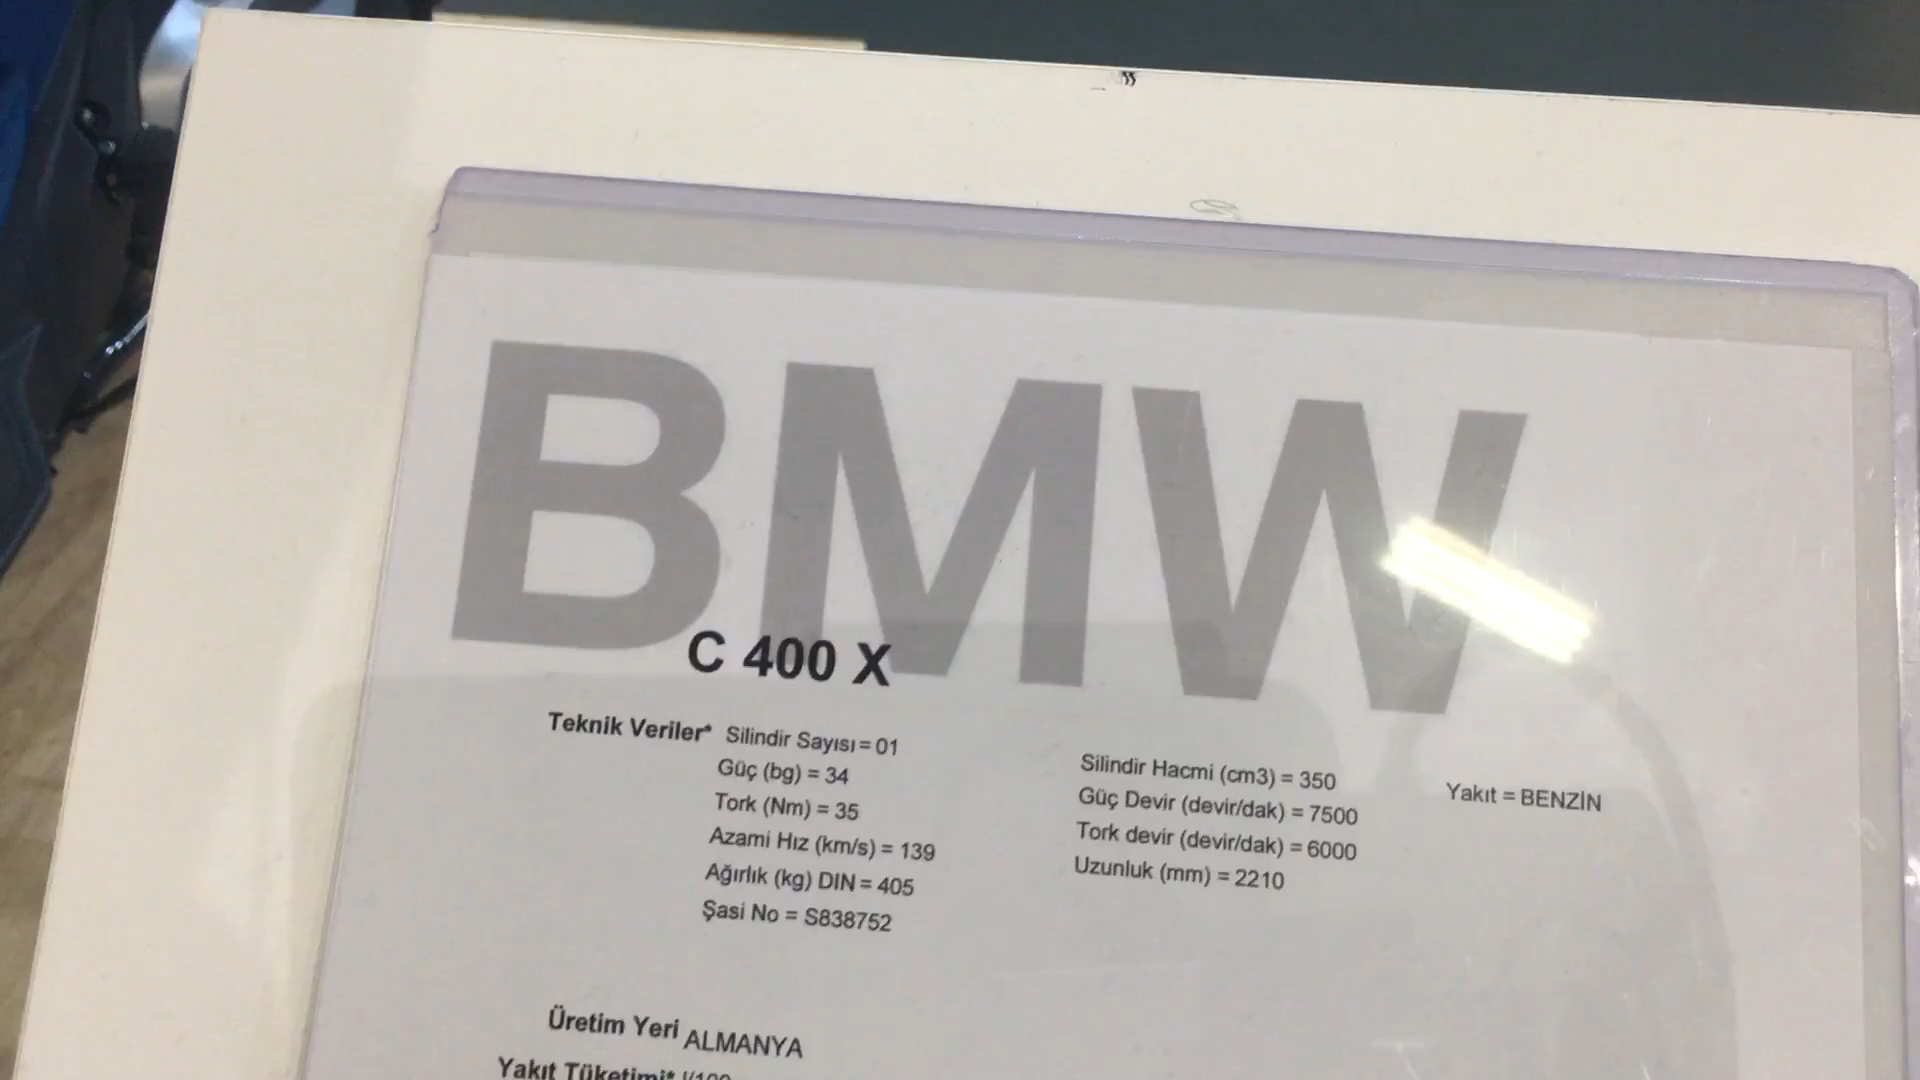 BMW
C 400 X
Teknik Veriler* Silindir Sayısı = 01
Güç (bg) = 34
Tork (Nm) = 35
Azami Hız (km/s) = 139
Ağırlık (kg) DIN = 405
Şasi No = S838752
Silindir Hacmi (cm3) = 350
Güç Devir (devir/dak) = 7500
Tork devir (devir/dak) = 6000
Uzunluk (mm) = 2210
Yakıt = BENZİN
Üretim Yeri ALMANYA
Yakıt Tüketimi* l/100